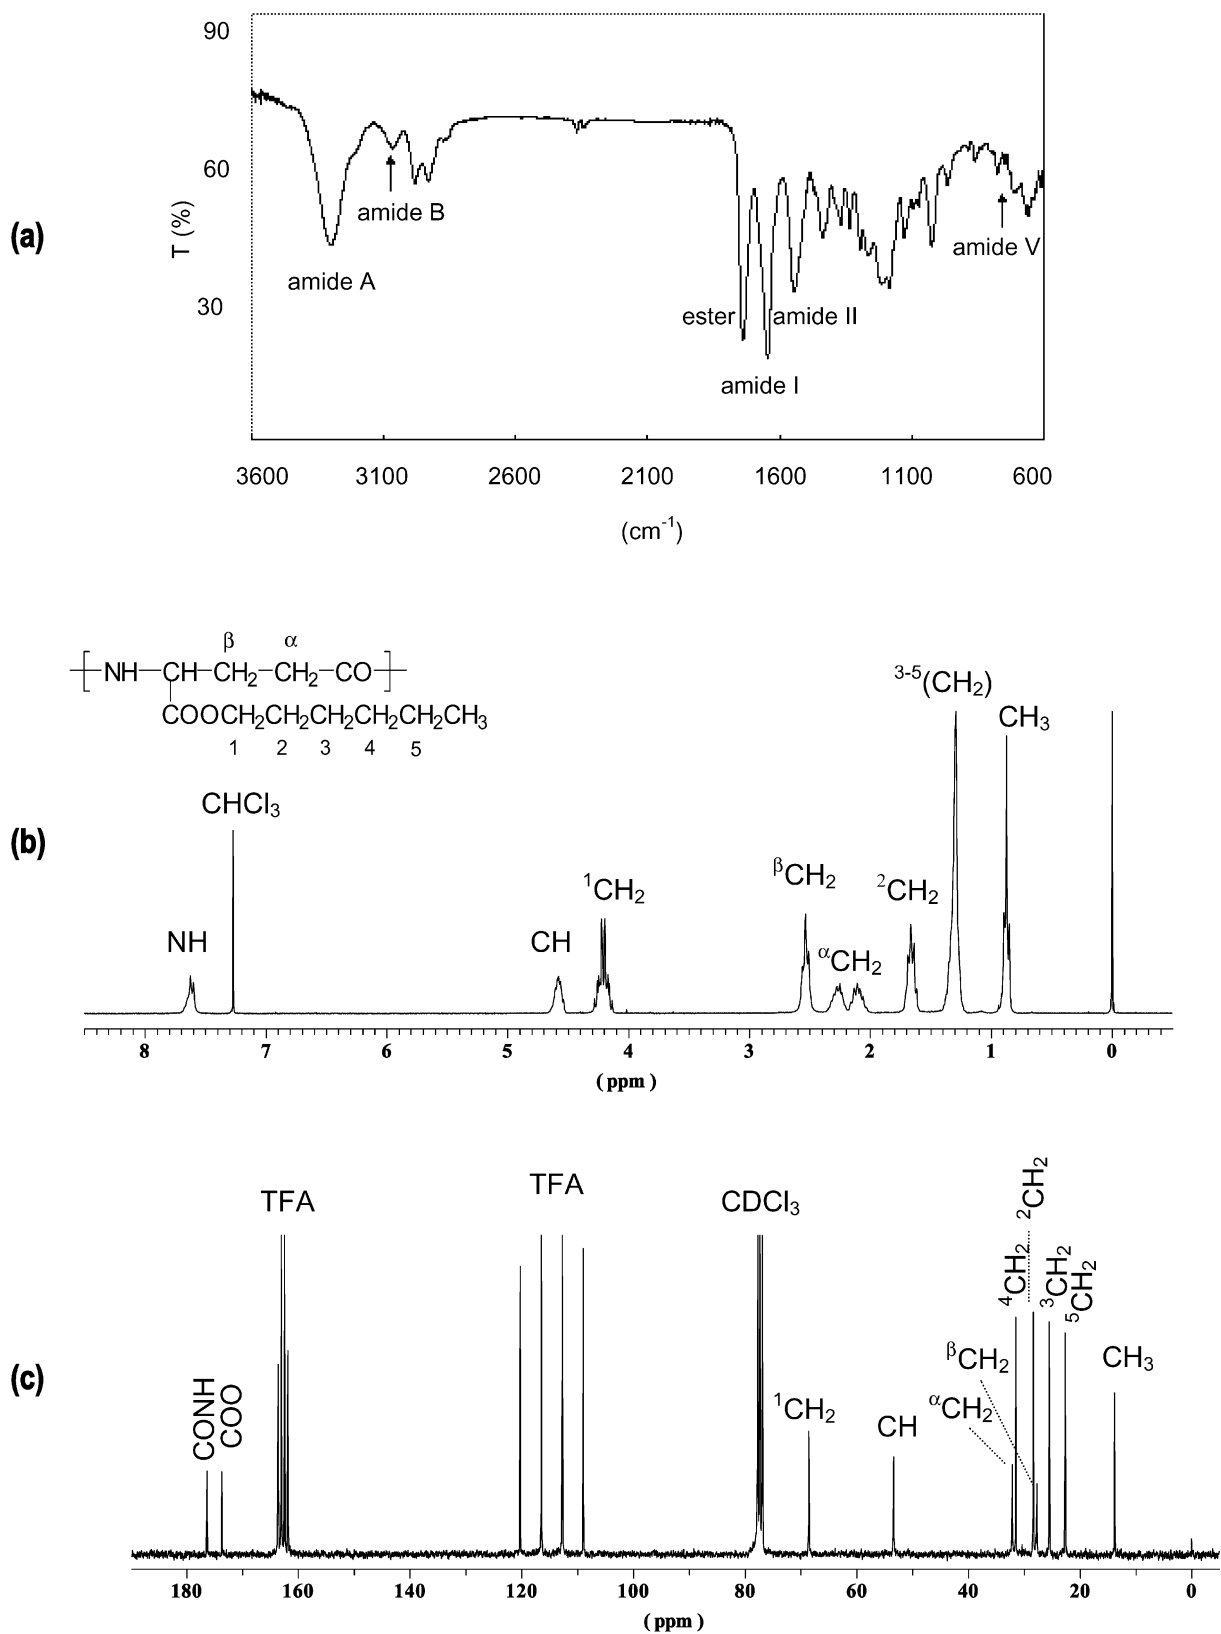 90
60
(a)
T (%)
30
amide B
amide A
amide V
ester
amide II
amide I
3600 3100 2600 2100 1600 1100 600
(cm⁻¹)
β α
[NH—CH—CH₂—CH₂—CO]
COOCH₂CH₂CH₂CH₂CH₂CH₃
1 2 3 4 5
³⁻⁵(CH₂)
CH₃
CHCl₃
(b)
ᵝCH₂
¹CH₂
²CH₂
NH
CH
ᵅCH₂
8 7 6 5 4 3 2 1 0
( ppm )
TFA
TFA
CDCl₃
²CH₂
⁴CH₂
³CH₂
⁵CH₂
(c)
ᵝCH₂
CH₃
CONH
COO
¹CH₂
ᵅCH₂
CH
180 160 140 120 100 80 60 40 20 0
( ppm )